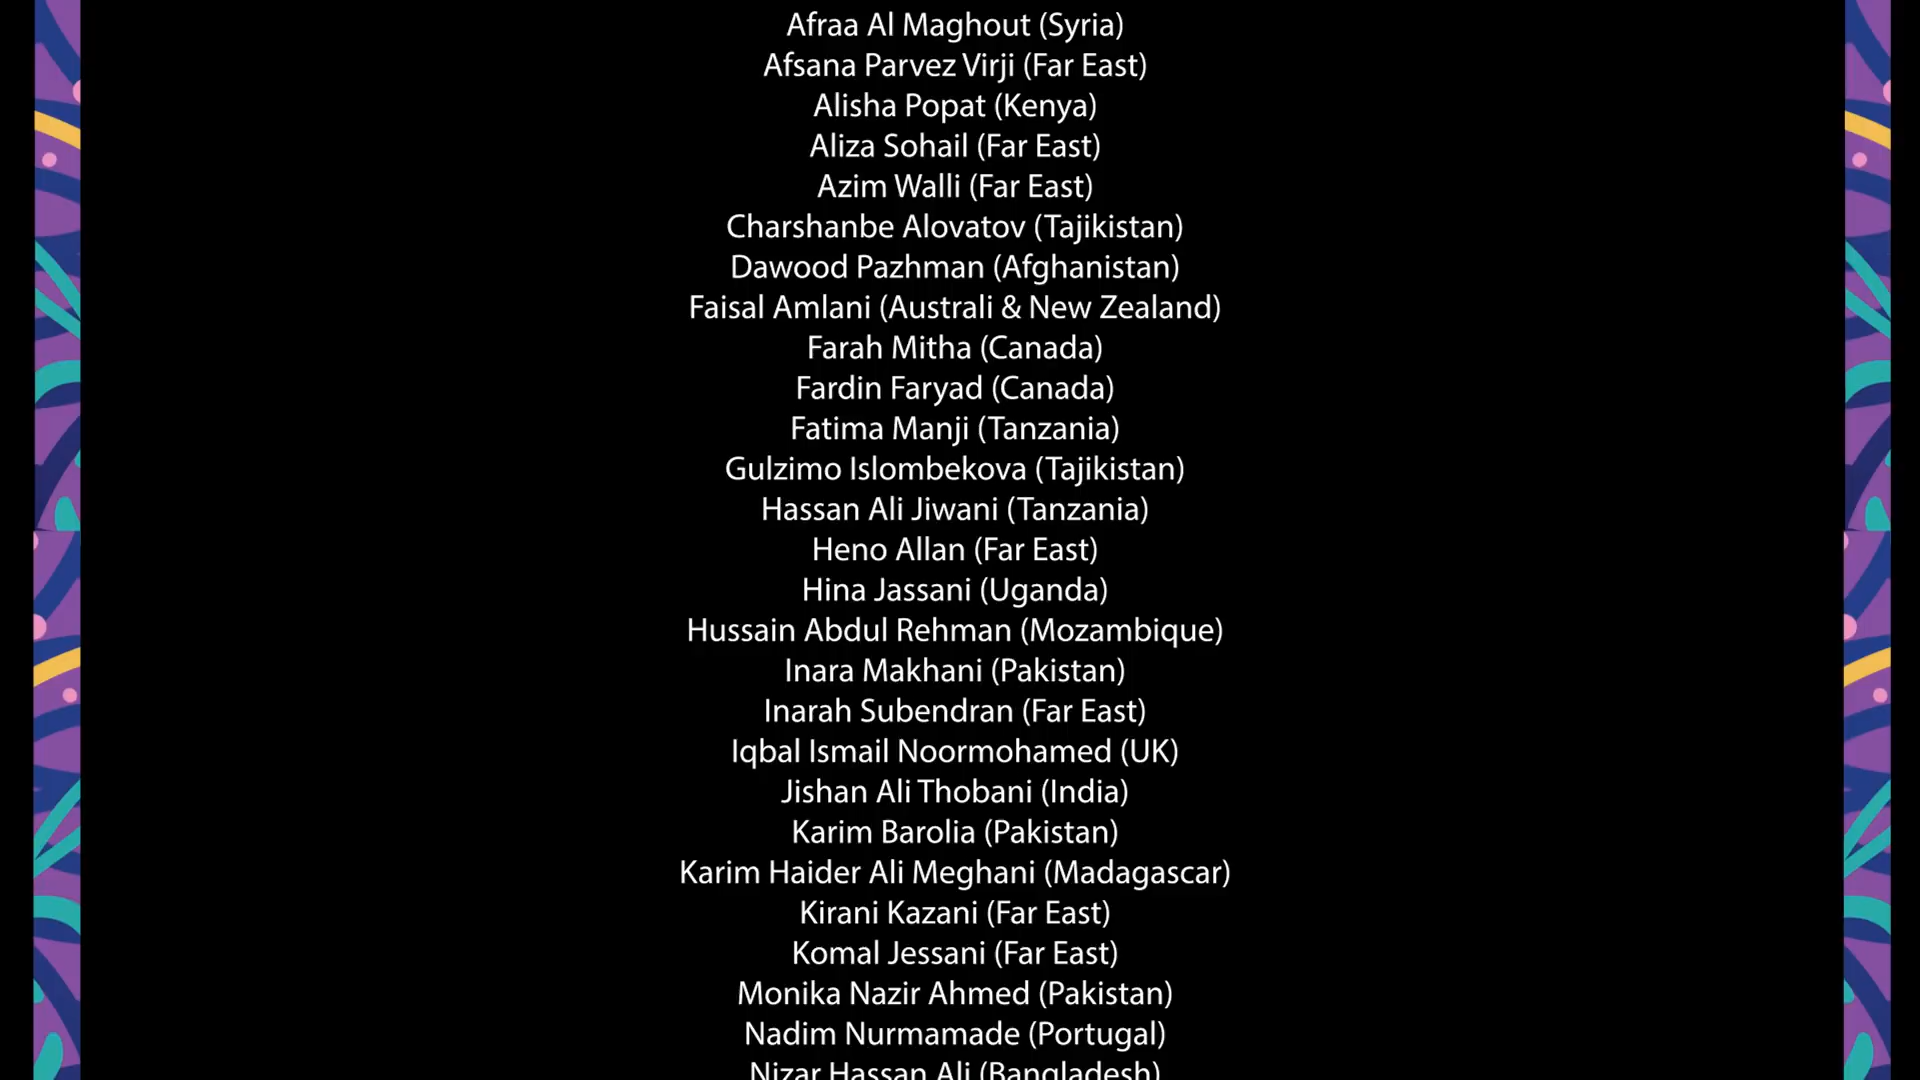 Afraa Al Maghout (Syria)
Afsana Parvez Virji (Far East)
Alisha Popat (Kenya)
Aliza Sohail (Far East)
Azim Walli (Far East)
Charshanbe Alovatov (Tajikistan)
Dawood Pazhman (Afghanistan)
Faisal Amlani (Australi & New Zealand)
Farah Mitha (Canada)
Fardin Faryad (Canada)
Fatima Manji (Tanzania)
Gulzimo Islombekova (Tajikistan)
Hassan Ali Jiwani (Tanzania)
Heno Allan (Far East)
Hina Jassani (Uganda)
Hussain Abdul Rehman (Mozambique)
Inara Makhani (Pakistan)
Inarah Subendran (Far East)
Iqbal Ismail Noormohamed (UK)
Jishan Ali Thobani (India)
Karim Barolia (Pakistan)
Karim Haider Ali Meghani (Madagascar)
Kirani Kazani (Far East)
Komal Jessani (Far East)
Monika Nazir Ahmed (Pakistan)
Nadim Nurmamade (Portugal)
Nizar Hassan Ali (Bangladesh)